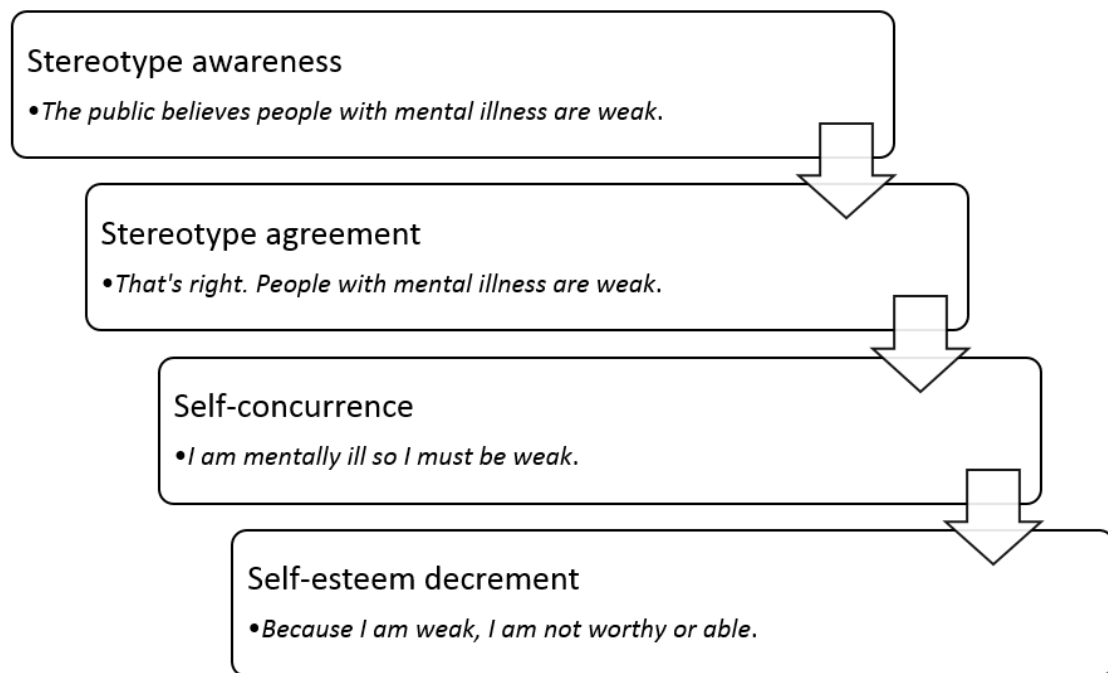 Stereotype awareness
•The public believes people with mental illness are weak.
Stereotype agreement
•That's right. People with mental illness are weak.
Self-concurrence
•I am mentally ill so I must be weak.
Self-esteem decrement
•Because I am weak, I am not worthy or able.